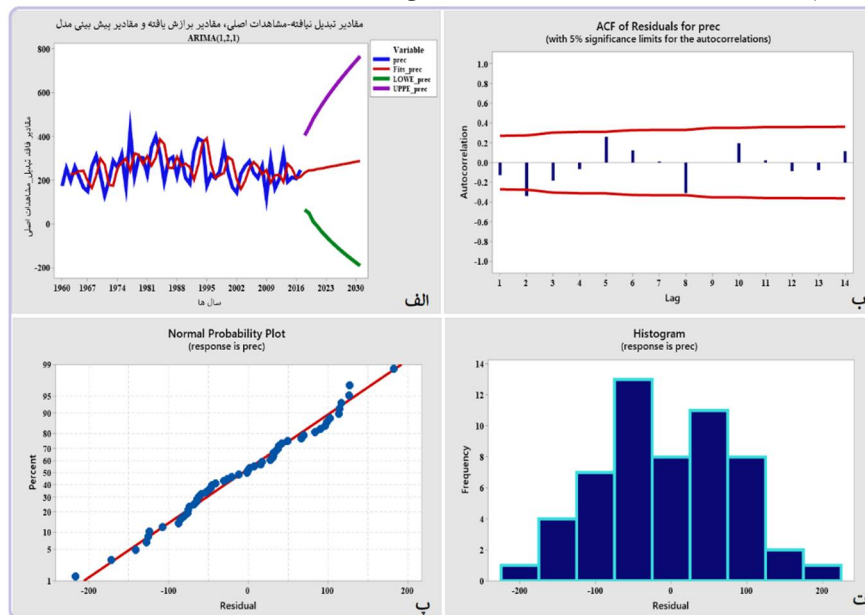 مقادیر تبدیل نیافته-مشاهدات اصلی، مقادیر برازش یافته و مقادیر پیش بینی مدل
ARIMA(1,2,1)
Variable
prec
Fits_prec
LOWE_prec
UPPE_prec
مقادیر فاقد تبدیل_مشاهدات اصلی
800
600
400
200
0
-200
1960 1967 1974 1981 1988 1995 2002 2009 2016 2023 2030
سال ها
الف
ACF of Residuals for prec
(with 5% significance limits for the autocorrelations)
Autocorrelation
1.0
0.8
0.6
0.4
0.2
0.0
-0.2
-0.4
-0.6
-0.8
-1.0
1 2 3 4 5 6 7 8 9 10 11 12 13 14
Lag
ب
Normal Probability Plot
(response is prec)
Percent
99
95
90
80
70
60
50
40
30
20
10
5
1
-200 -100 0 100 200
Residual
پ
Histogram
(response is prec)
Frequency
14
12
10
8
6
4
2
0
-200 -100 0 100 200
Residual
ت